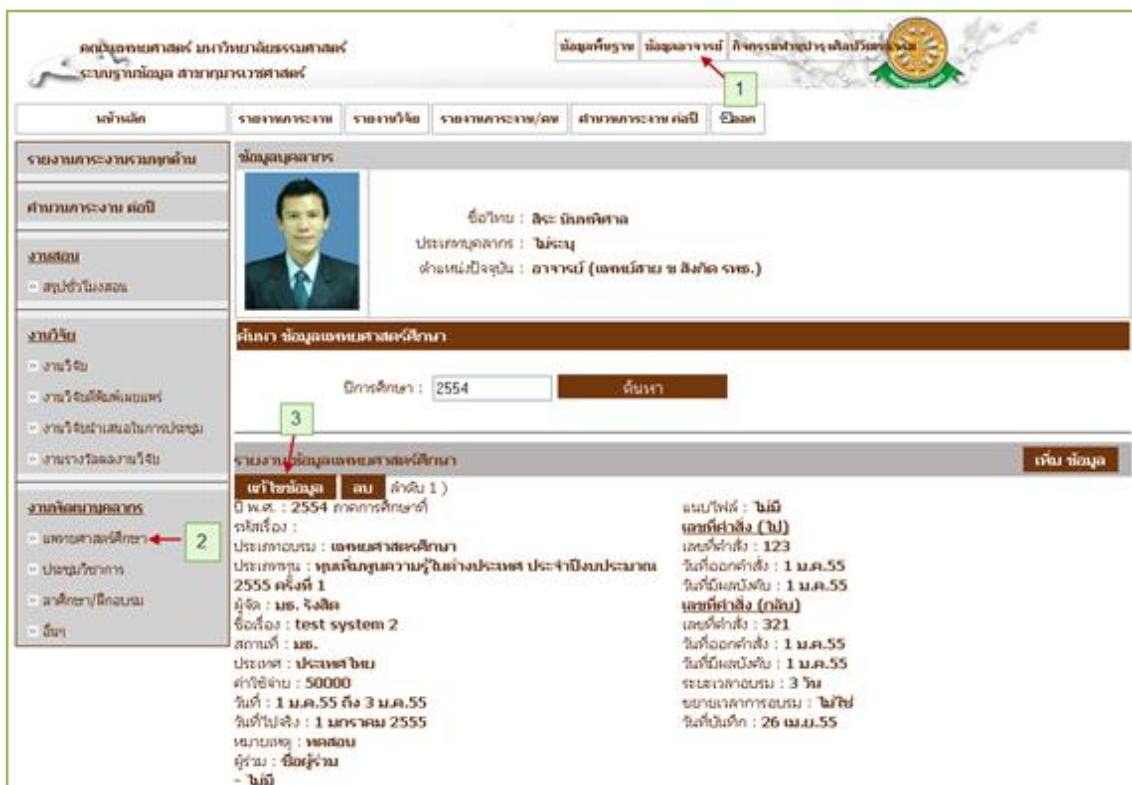 คณะแพทยศาสตร์ มหาวิทยาลัยธรรมศาสตร์
ระบบฐานข้อมูล สาขากุมารเวชศาสตร์
ข้อมูลพื้นฐาน ข้อมูลอาจารย์ กิจกรรมทำนุบำรุงศิลปวัฒนธรรม
1
หน้าหลัก รายงานภาระงาน รายงานวิจัย รายงานภาระงาน/คน คำนวนภาระงาน ต่อปี ออก
รายงานภาระงานรวมทุกด้าน
คำนวนภาระงาน ต่อปี
งานสอน
สรุปชั่วโมงสอน
งานวิจัย
งานวิจัย
งานวิจัยตีพิมพ์เผยแพร่
งานวิจัยนำเสนอในการประชุม
งานรางวัลผลงานวิจัย
งานพัฒนาบุคลากร
แพทยศาสตร์ศึกษา
2
ประชุมวิชาการ
ลาศึกษา/ฝึกอบรม
อื่นๆ
ข้อมูลบุคลากร
ชื่อไทย : สิระ
ประเภทบุคลากร : ไม่ระบุ
ตำแหน่งปัจจุบัน : อาจารย์ (แพทย์สาย ข สังกัด รพธ.)
ค้นหา ข้อมูลแพทยศาสตร์ศึกษา
ปีการศึกษา : 2554 ค้นหา
3
รายงาน ข้อมูลแพทยศาสตร์ศึกษา เพิ่ม ข้อมูล
แก้ไขข้อมูล ลบ ลำดับ 1 )
ปี พ.ศ. : 2554 ภาคการศึกษาที่
รหัสเรื่อง :
ประเภทอบรม : แพทยศาสตรศึกษา
ประเภททุน : ทุนเพิ่มพูนความรู้ในต่างประเทศ ประจำปีงบประมาณ
2555 ครั้งที่ 1
ผู้จัด : มธ. รังสิต
ชื่อเรื่อง : test system 2
สถานที่ : มธ.
ประเทศ : ประเทศไทย
ค่าใช้จ่าย : 50000
วันที่ : 1 ม.ค.55 ถึง 3 ม.ค.55
วันที่ไปจริง : 1 มกราคม 2555
หมายเหตุ : ทดสอบ
ผู้ร่วม : ชื่อผู้ร่วม
- ไม่มี
แนบไฟล์ : ไม่มี
เลขที่คำสั่ง (ไป)
เลขที่คำสั่ง : 123
วันที่ออกคำสั่ง : 1 ม.ค.55
วันที่มีผลบังคับ : 1 ม.ค.55
เลขที่คำสั่ง (กลับ)
เลขที่คำสั่ง : 321
วันที่ออกคำสั่ง : 1 ม.ค.55
วันที่มีผลบังคับ : 1 ม.ค.55
ระยะเวลาอบรม : 3 วัน
ขยายเวลาการอบรม : ไม่ใช่
วันที่บันทึก : 26 เม.ย.55